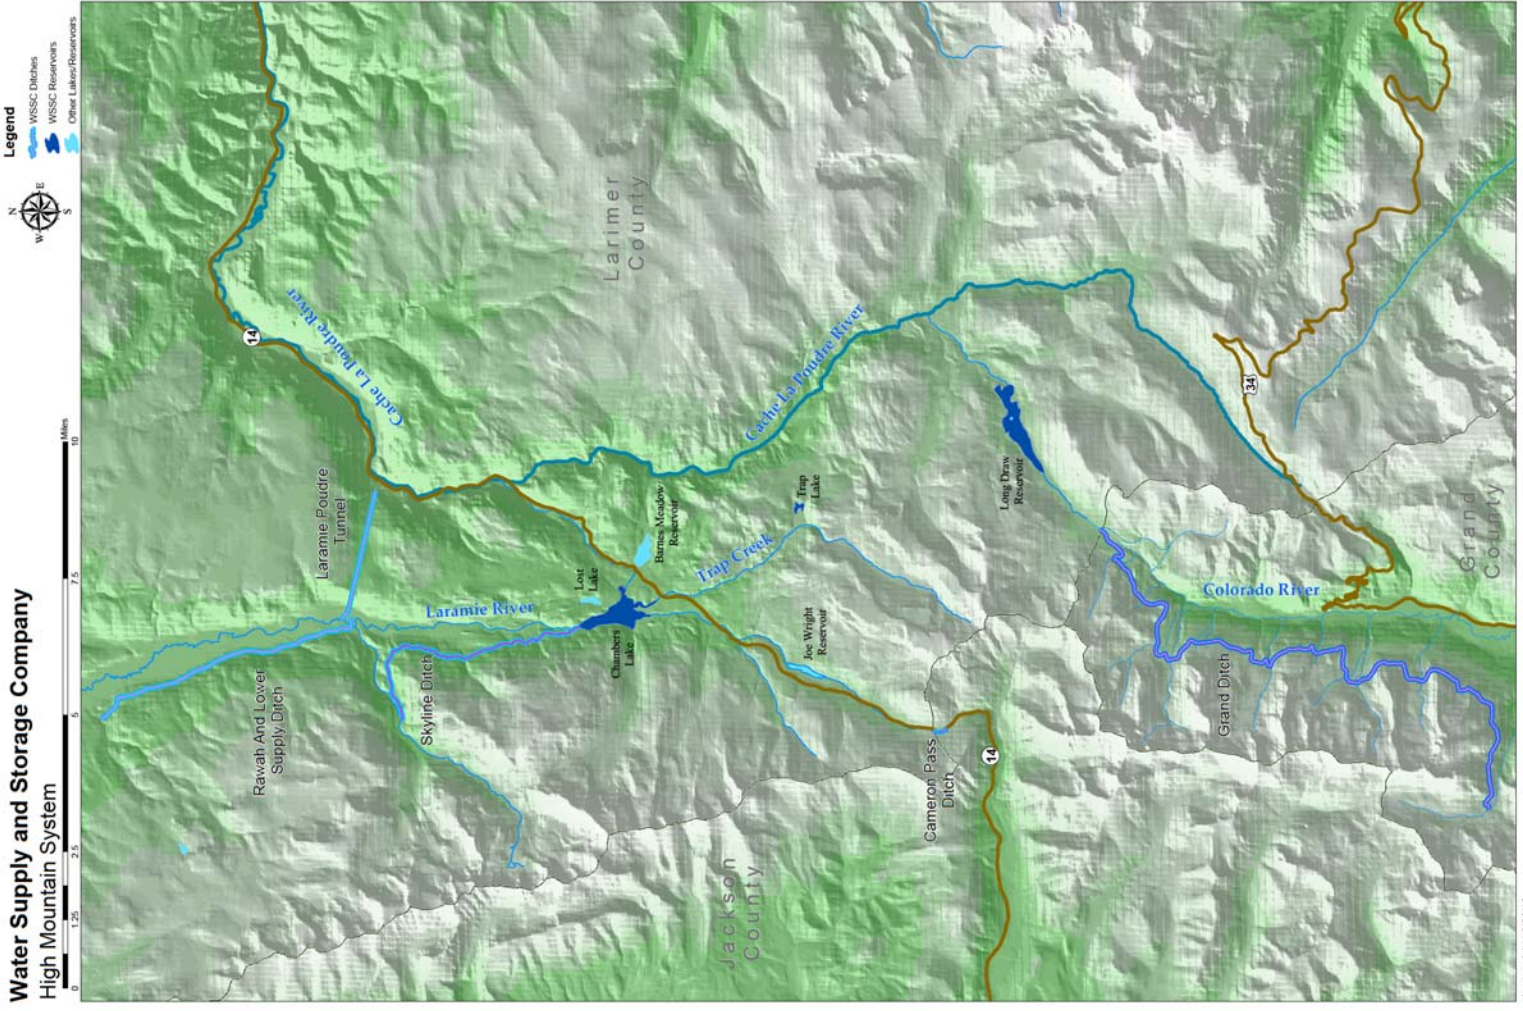 Water Supply and Storage Company
High Mountain System
0
1.25
2.5
5
7.5
10
Miles
N
W
E
S
Legend
WSSC Ditches
WSSC Reservoirs
Other Lakes/Reservoirs
Rawah And Lower
Supply Ditch
Laramie Poudre
Tunnel
14
Cache La Poudre River
Skyline Ditch
Laramie River
Lost
Lake
Chambers
Lake
Barnes Meadow
Reservoir
Larimer
County
Trap Creek
Cache La Poudre River
Jackson
County
Joe Wright
Reservoir
Trap
Lake
Cameron Pass
Ditch
14
Long Draw
Reservoir
Grand Ditch
Colorado River
34
Grand
County